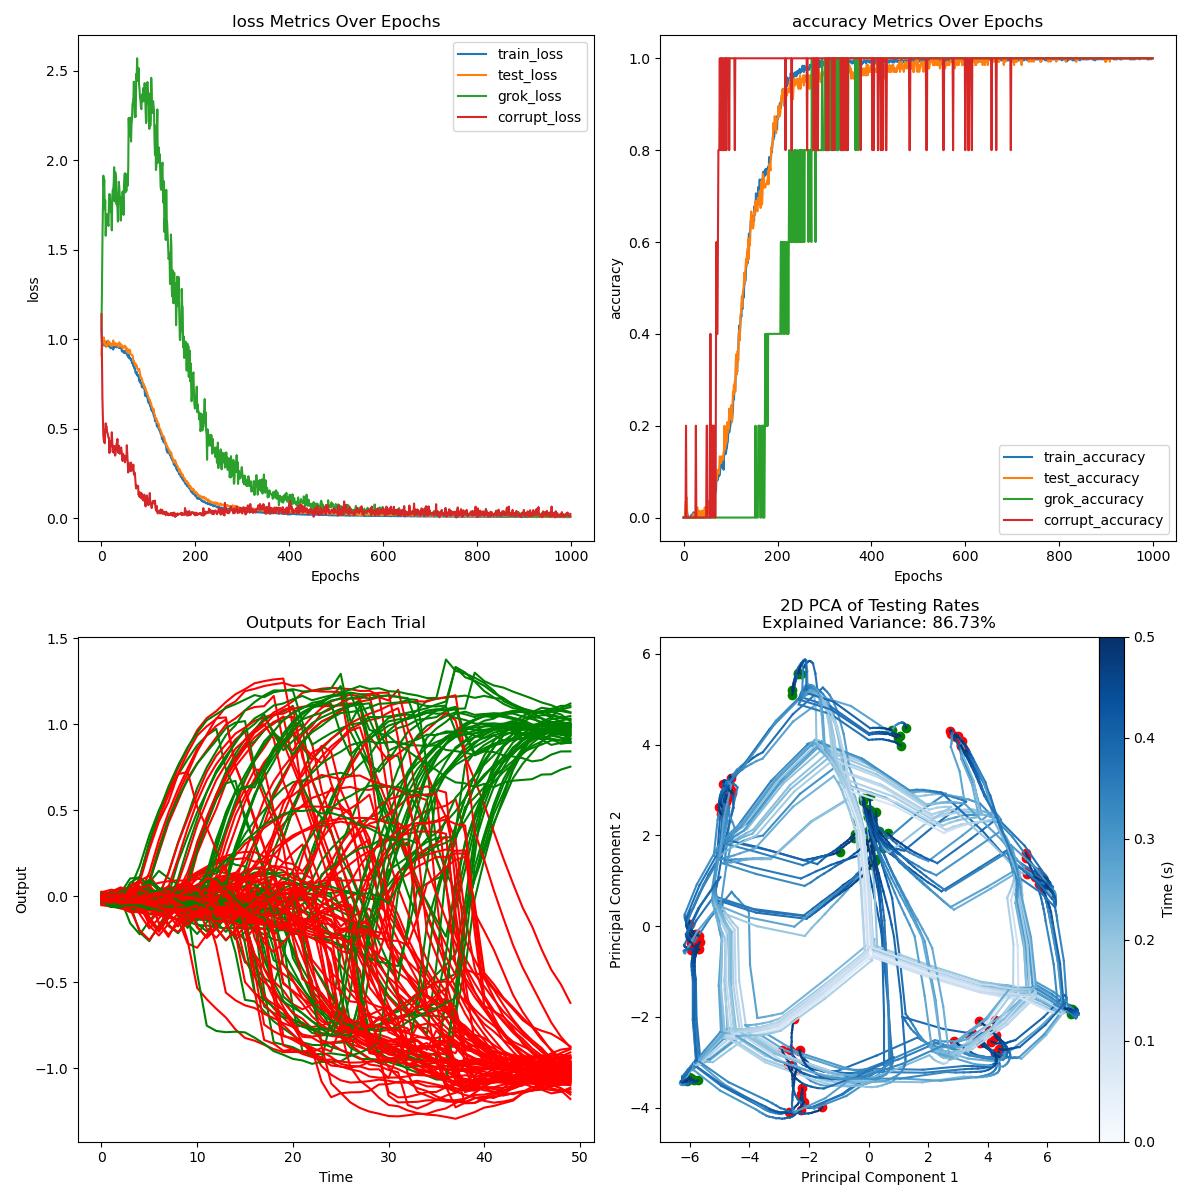 loss Metrics Over Epochs
2.5
2.0
1.5
1.0
0.5
0.0
loss
0
200
400
600
800
1000
Epochs
train_loss
test_loss
grok_loss
corrupt_loss
accuracy Metrics Over Epochs
1.0
0.8
0.6
0.4
0.2
0.0
accuracy
0
200
400
600
800
1000
Epochs
train_accuracy
test_accuracy
grok_accuracy
corrupt_accuracy
Outputs for Each Trial
1.5
1.0
0.5
0.0
−0.5
−1.0
Output
0
10
20
30
40
50
Time
2D PCA of Testing Rates
Explained Variance: 86.73%
6
4
2
0
−2
−4
Principal Component 2
−6
−4
−2
0
2
4
6
Principal Component 1
0.5
0.4
0.3
0.2
0.1
0.0
Time (s)